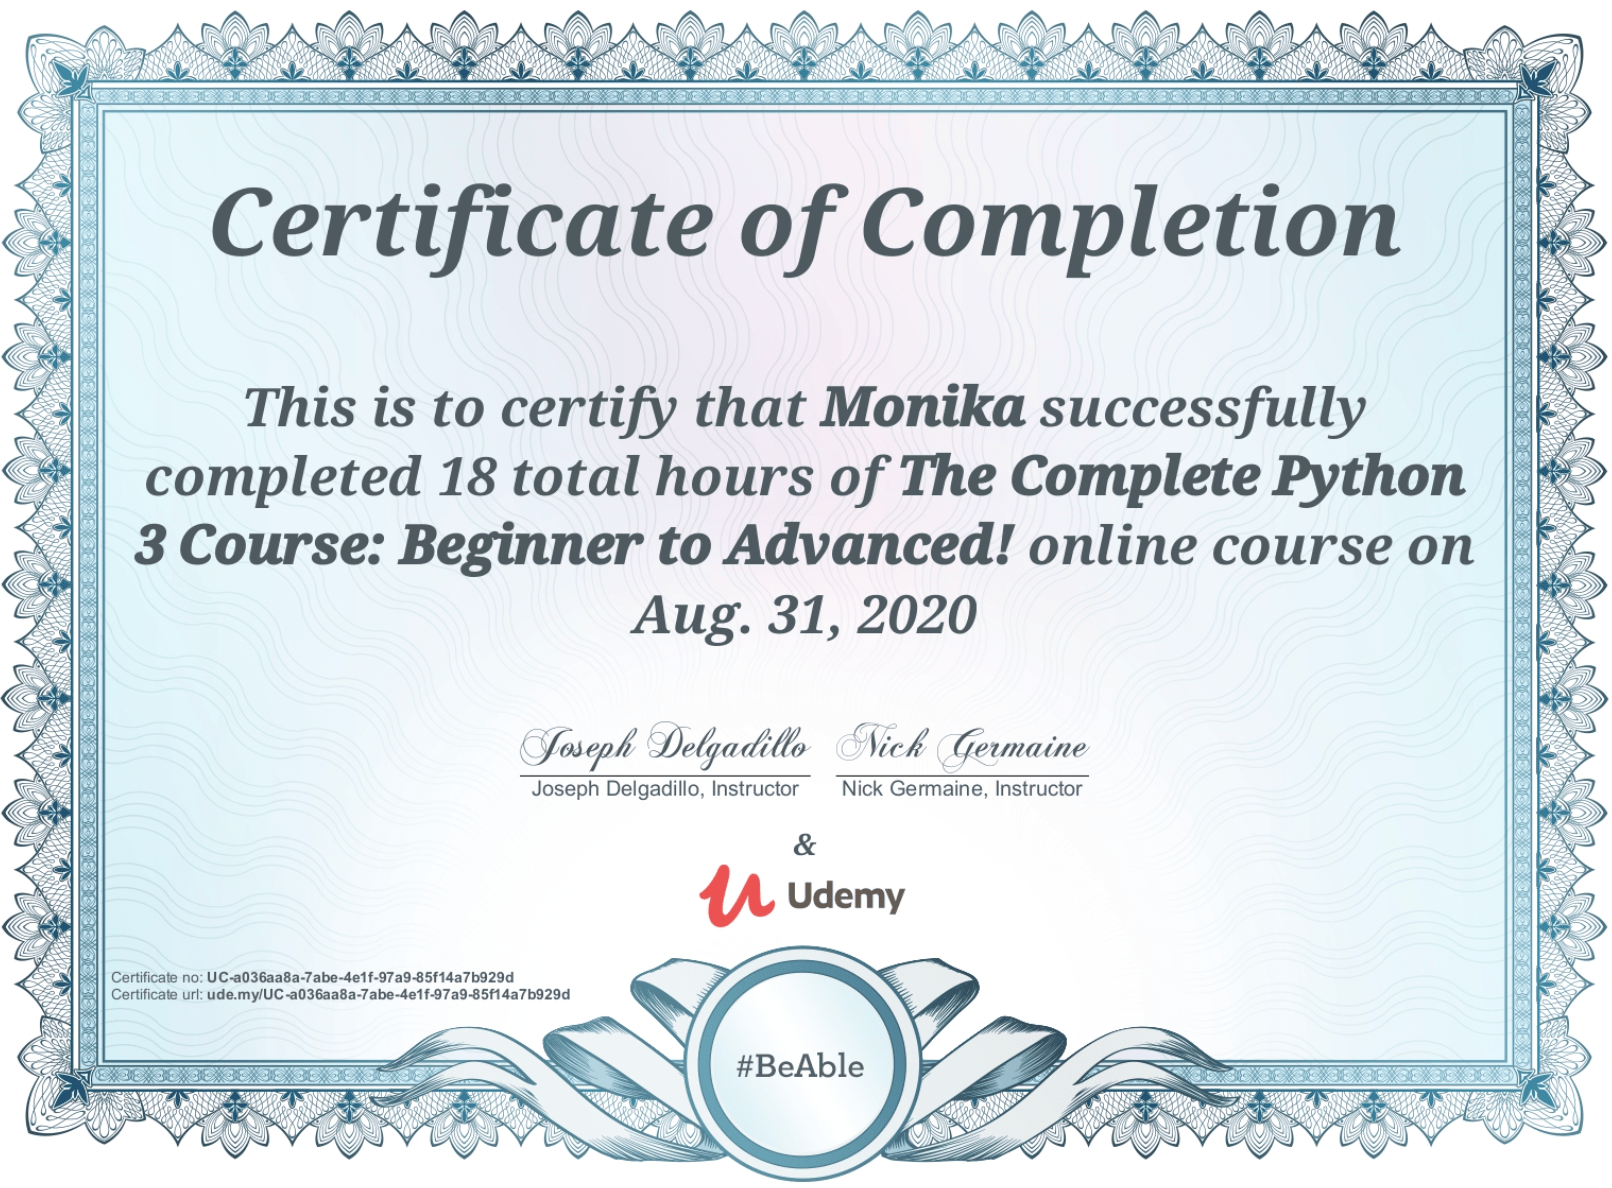 Certificate of Completion
This is to certify that Monika successfully
completed 18 total hours of The Complete Python
3 Course: Beginner to Advanced! online course on
Aug. 31, 2020
Joseph Delgadillo Nick Germaine
Joseph Delgadillo, Instructor Nick Germaine, Instructor
&
Udemy
Certificate no: UC-a036aa8a-7abe-4e1f-97a9-85f14a7b929d
Certificate url: ude.my/UC-a036aa8a-7abe-4e1f-97a9-85f14a7b929d
#BeAble